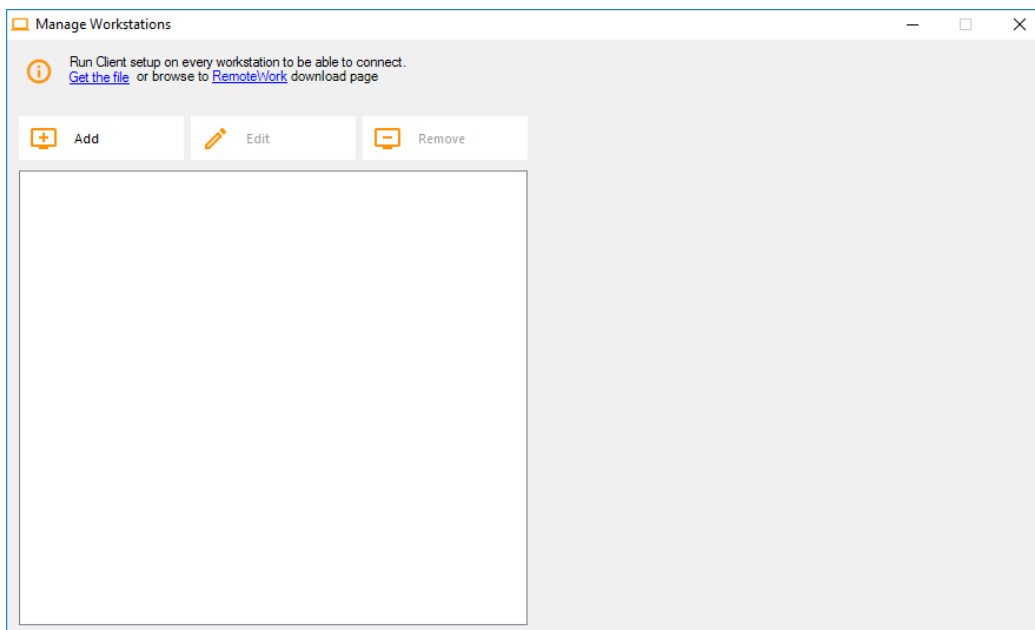 Manage Workstations
Run Client setup on every workstation to be able to connect.
Get the file or browse to RemoteWork download page
Add Edit Remove